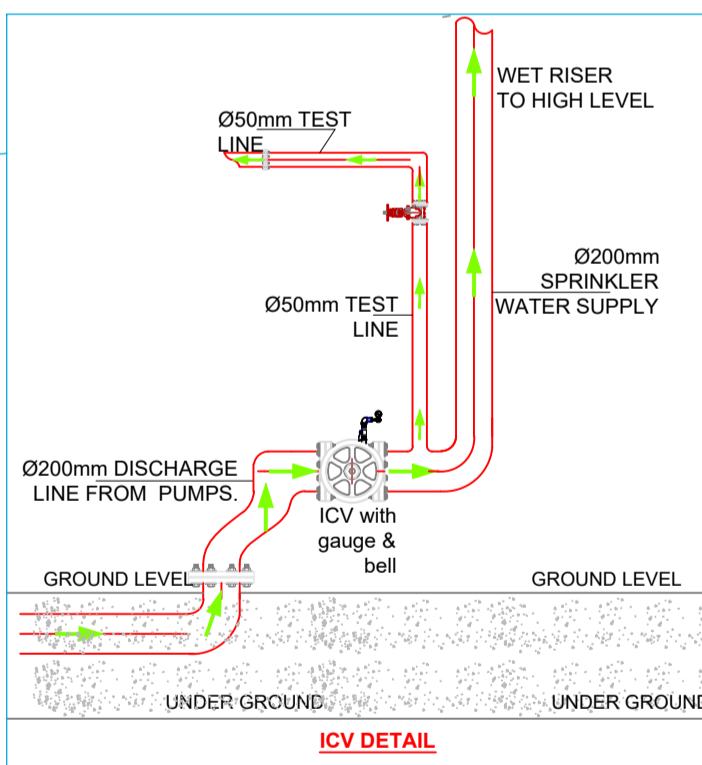 WET RISER
TO HIGH LEVEL
Ø50mm TEST
LINE
Ø200mm
SPRINKLER
WATER SUPPLY
Ø50mm TEST
LINE
Ø200mm DISCHARGE
LINE FROM PUMPS.
ICV with
gauge &
bell
GROUND LEVEL
GROUND LEVEL
UNDER GROUND
UNDER GROUND
ICV DETAIL